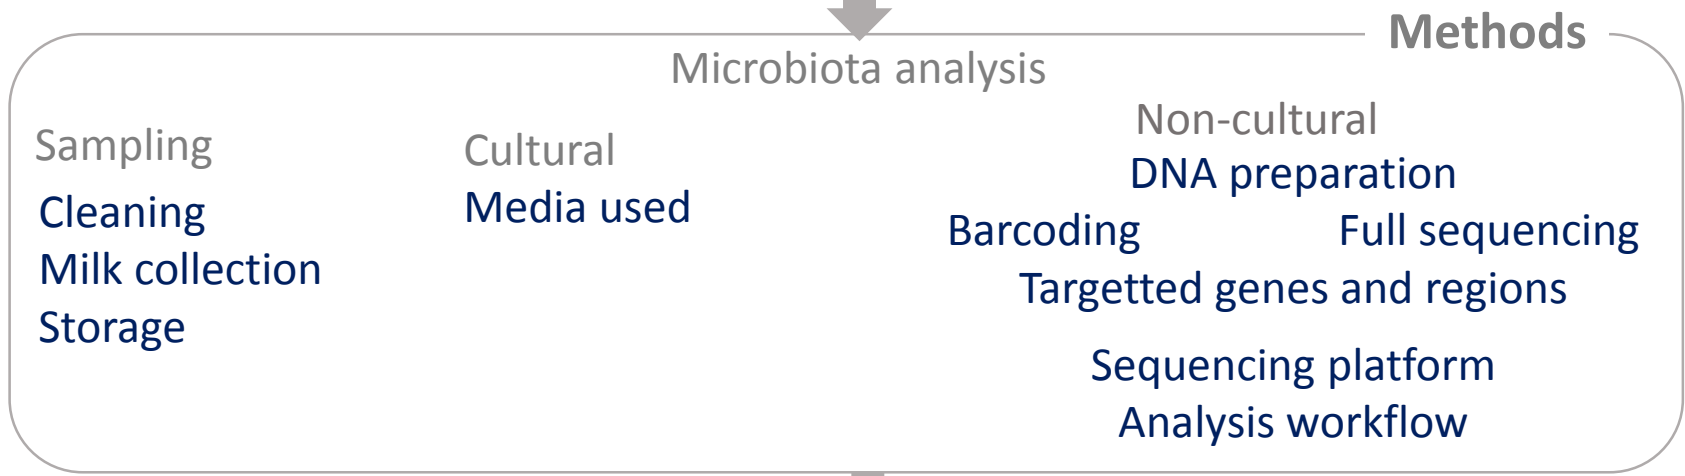 Methods
Microbiota analysis
Sampling
Cleaning
Milk collection
Storage
Cultural
Media used
Non-cultural
DNA preparation
Barcoding Full sequencing
Targetted genes and regions
Sequencing platform
Analysis workflow